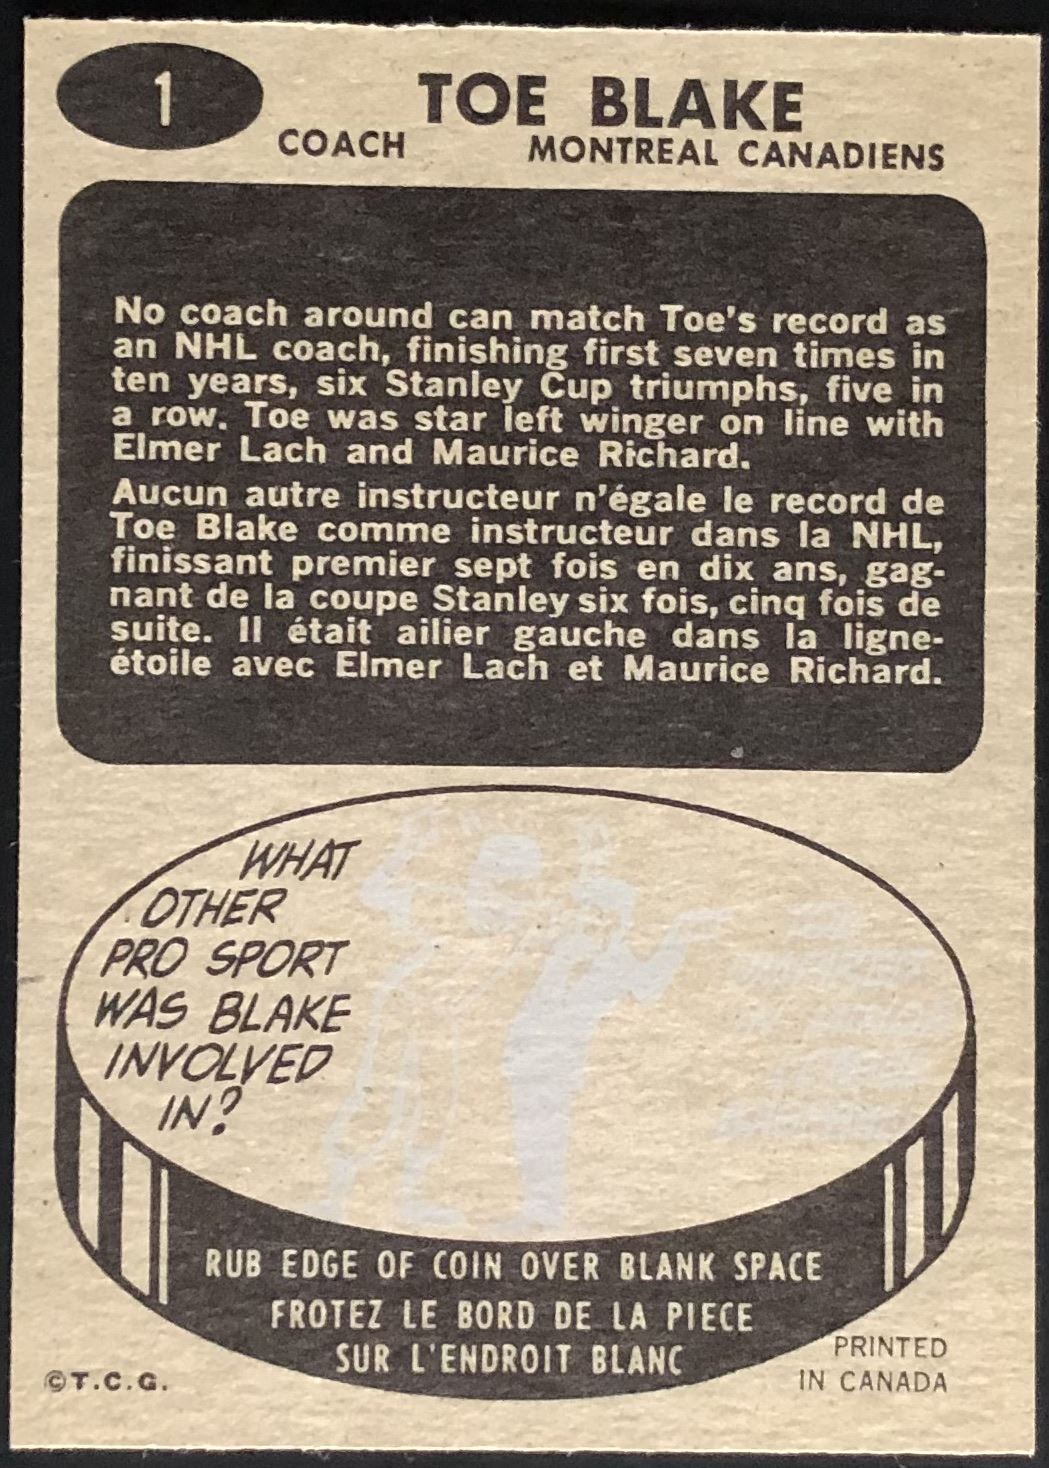 1
TOE BLAKE
COACH MONTREAL CANADIENS
No coach around can match Toe's record as
an NHL coach, finishing first seven times in
ten years, six Stanley Cup triumphs, five in
a row. Toe was star left winger on line with
Elmer Lach and Maurice Richard.
Aucun autre instructeur n'égale le record de
Toe Blake comme instructeur dans la NHL,
finissant premier sept fois en dix ans, gag-
nant de la coupe Stanley six fois, cinq fois de
suite. Il était ailier gauche dans la ligne-
étoile avec Elmer Lach et Maurice Richard.
WHAT
OTHER
PRO SPORT
WAS BLAKE
INVOLVED
IN?
RUB EDGE OF COIN OVER BLANK SPACE
FROTEZ LE BORD DE LA PIECE
SUR L'ENDROIT BLANC
©T.C.G.
PRINTED
IN CANADA